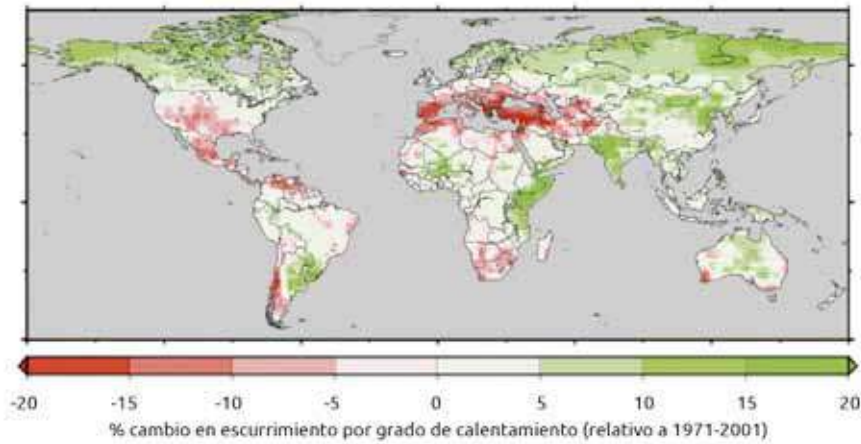 -20 -15 -10 -5 0 5 10 15 20
% cambio en escurrimiento por grado de calentamiento (relativo a 1971-2001)